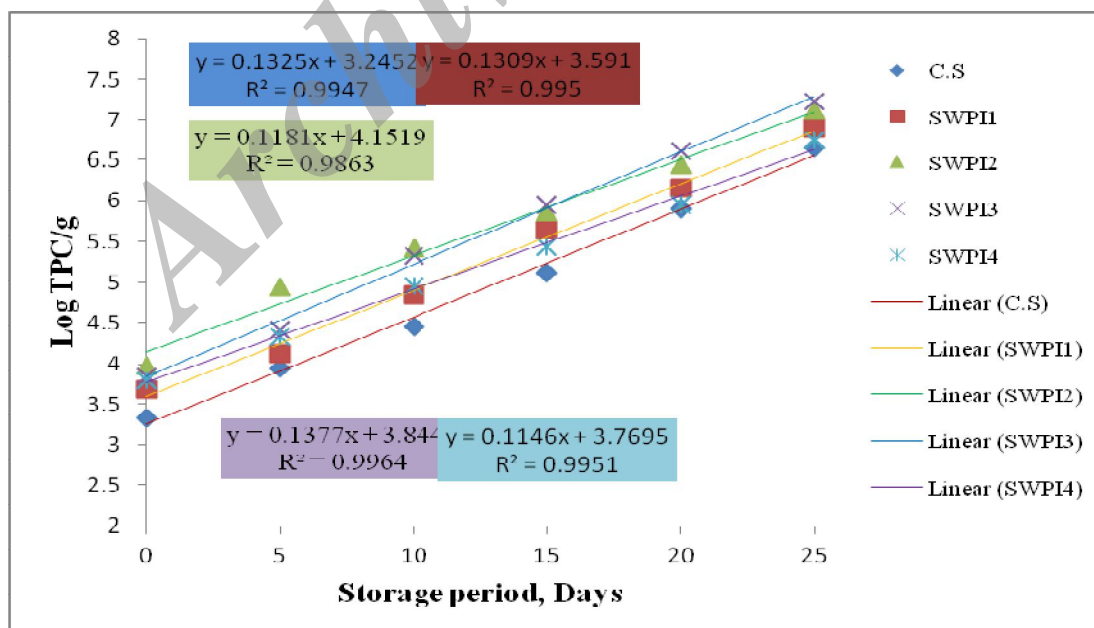 Archi
8
7.5
7
6.5
6
5.5
5
4.5
4
3.5
3
2.5
2
Log TPC/g
y = 0.1325x + 3.2452
R² = 0.9947
y = 0.1309x + 3.591
R² = 0.995
y = 0.1181x + 4.1519
R² = 0.9863
y = 0.1377x + 3.844
R² = 0.9964
y = 0.1146x + 3.7695
R² = 0.9951
0 5 10 15 20 25
Storage period, Days
C.S
SWPI1
SWPI2
SWPI3
SWPI4
Linear (C.S)
Linear (SWPI1)
Linear (SWPI2)
Linear (SWPI3)
Linear (SWPI4)